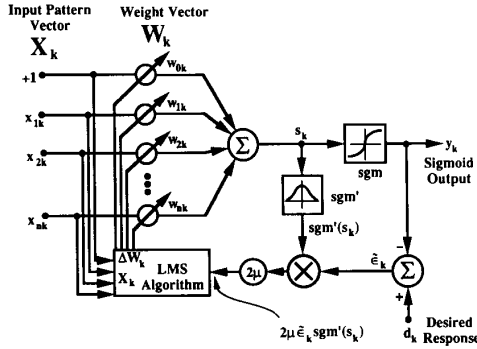 Input Pattern Vector
X_k
Weight Vector
W_k
+1
w_0k
x_1k
w_1k
x_2k
w_2k
x_nk
w_nk
Σ
s_k
sgm
y_k
Sigmoid Output
sgm'
sgm'(s_k)
ΔW_k
X_k
LMS Algorithm
2μ
ε̃_k
−
Σ
+
2μ ε̃_k sgm'(s_k)
d_k
Desired Response